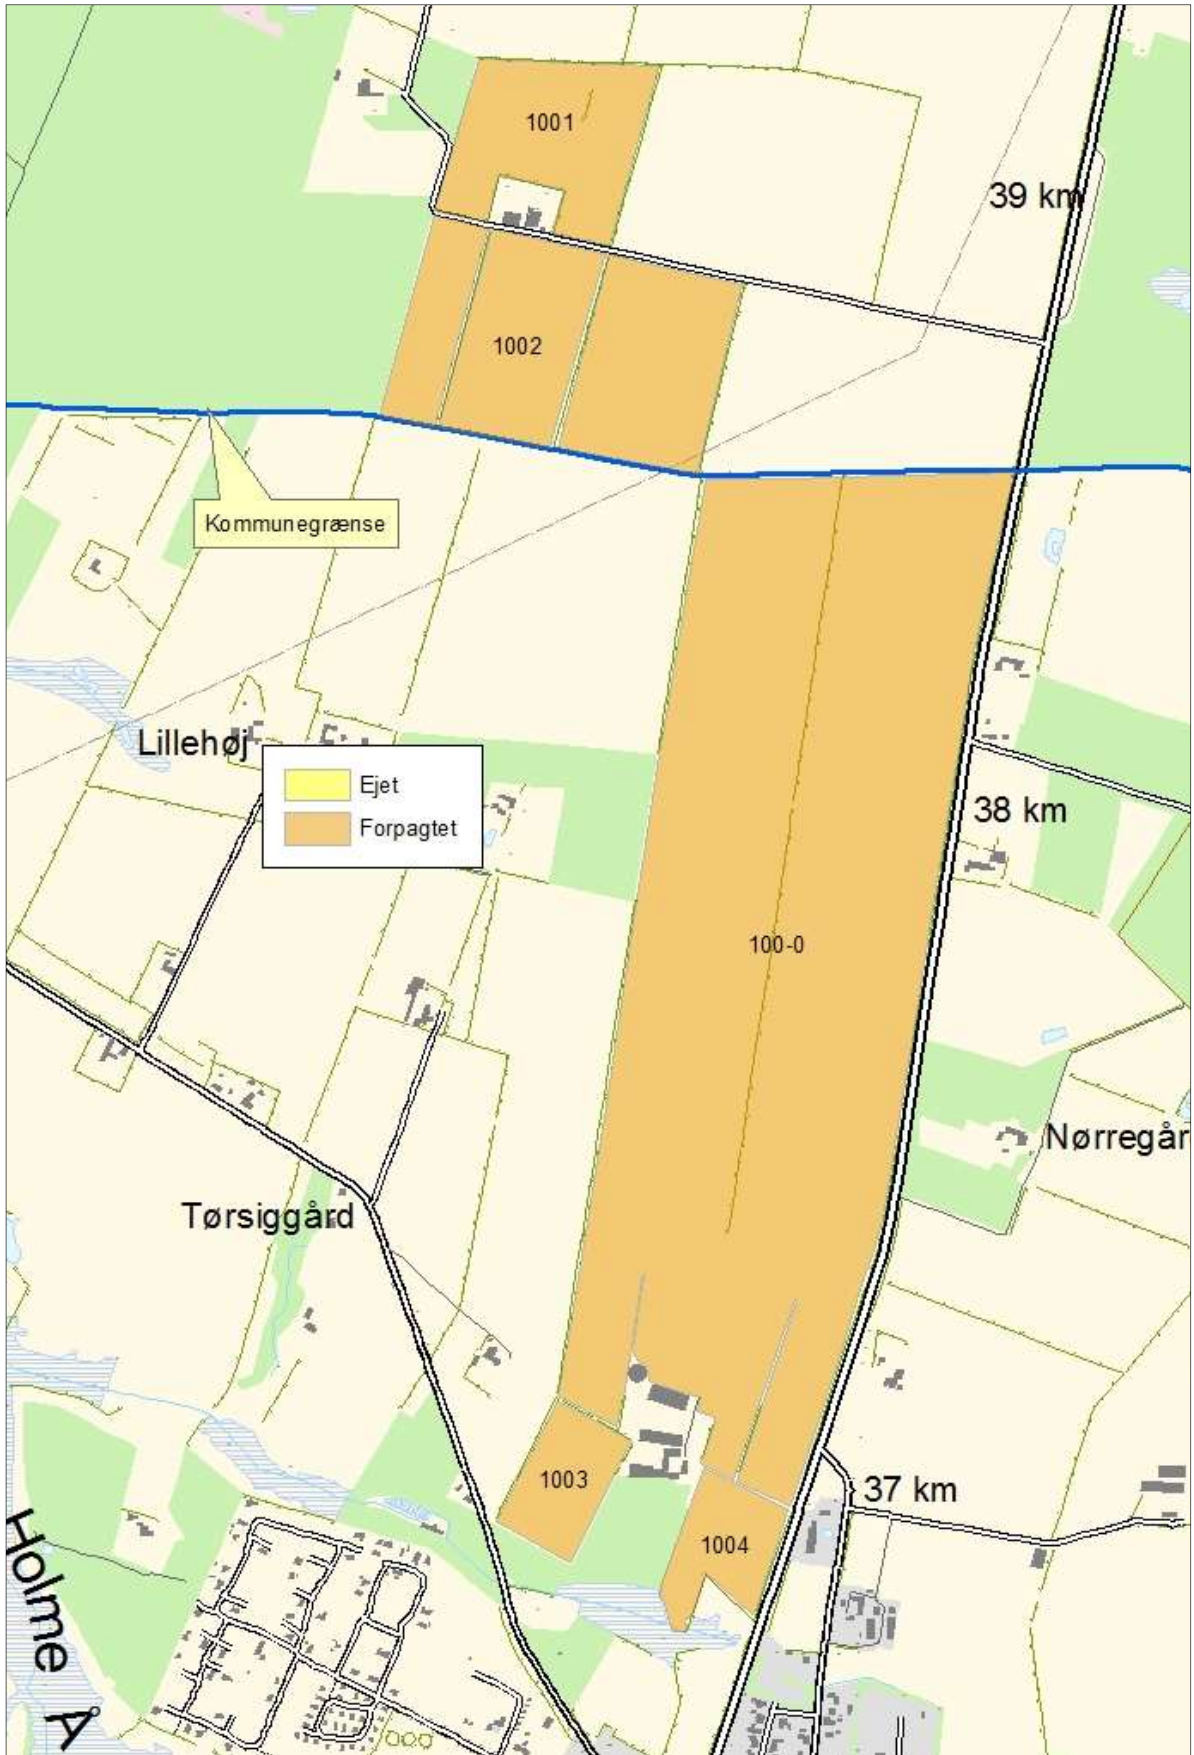 1001
39 km
1002
Kommunegrænse
Lillehøj
Ejet
Forpagtet
38 km
100-0
Nørregår
Tørsiggård
1003
37 km
1004
Holme Å